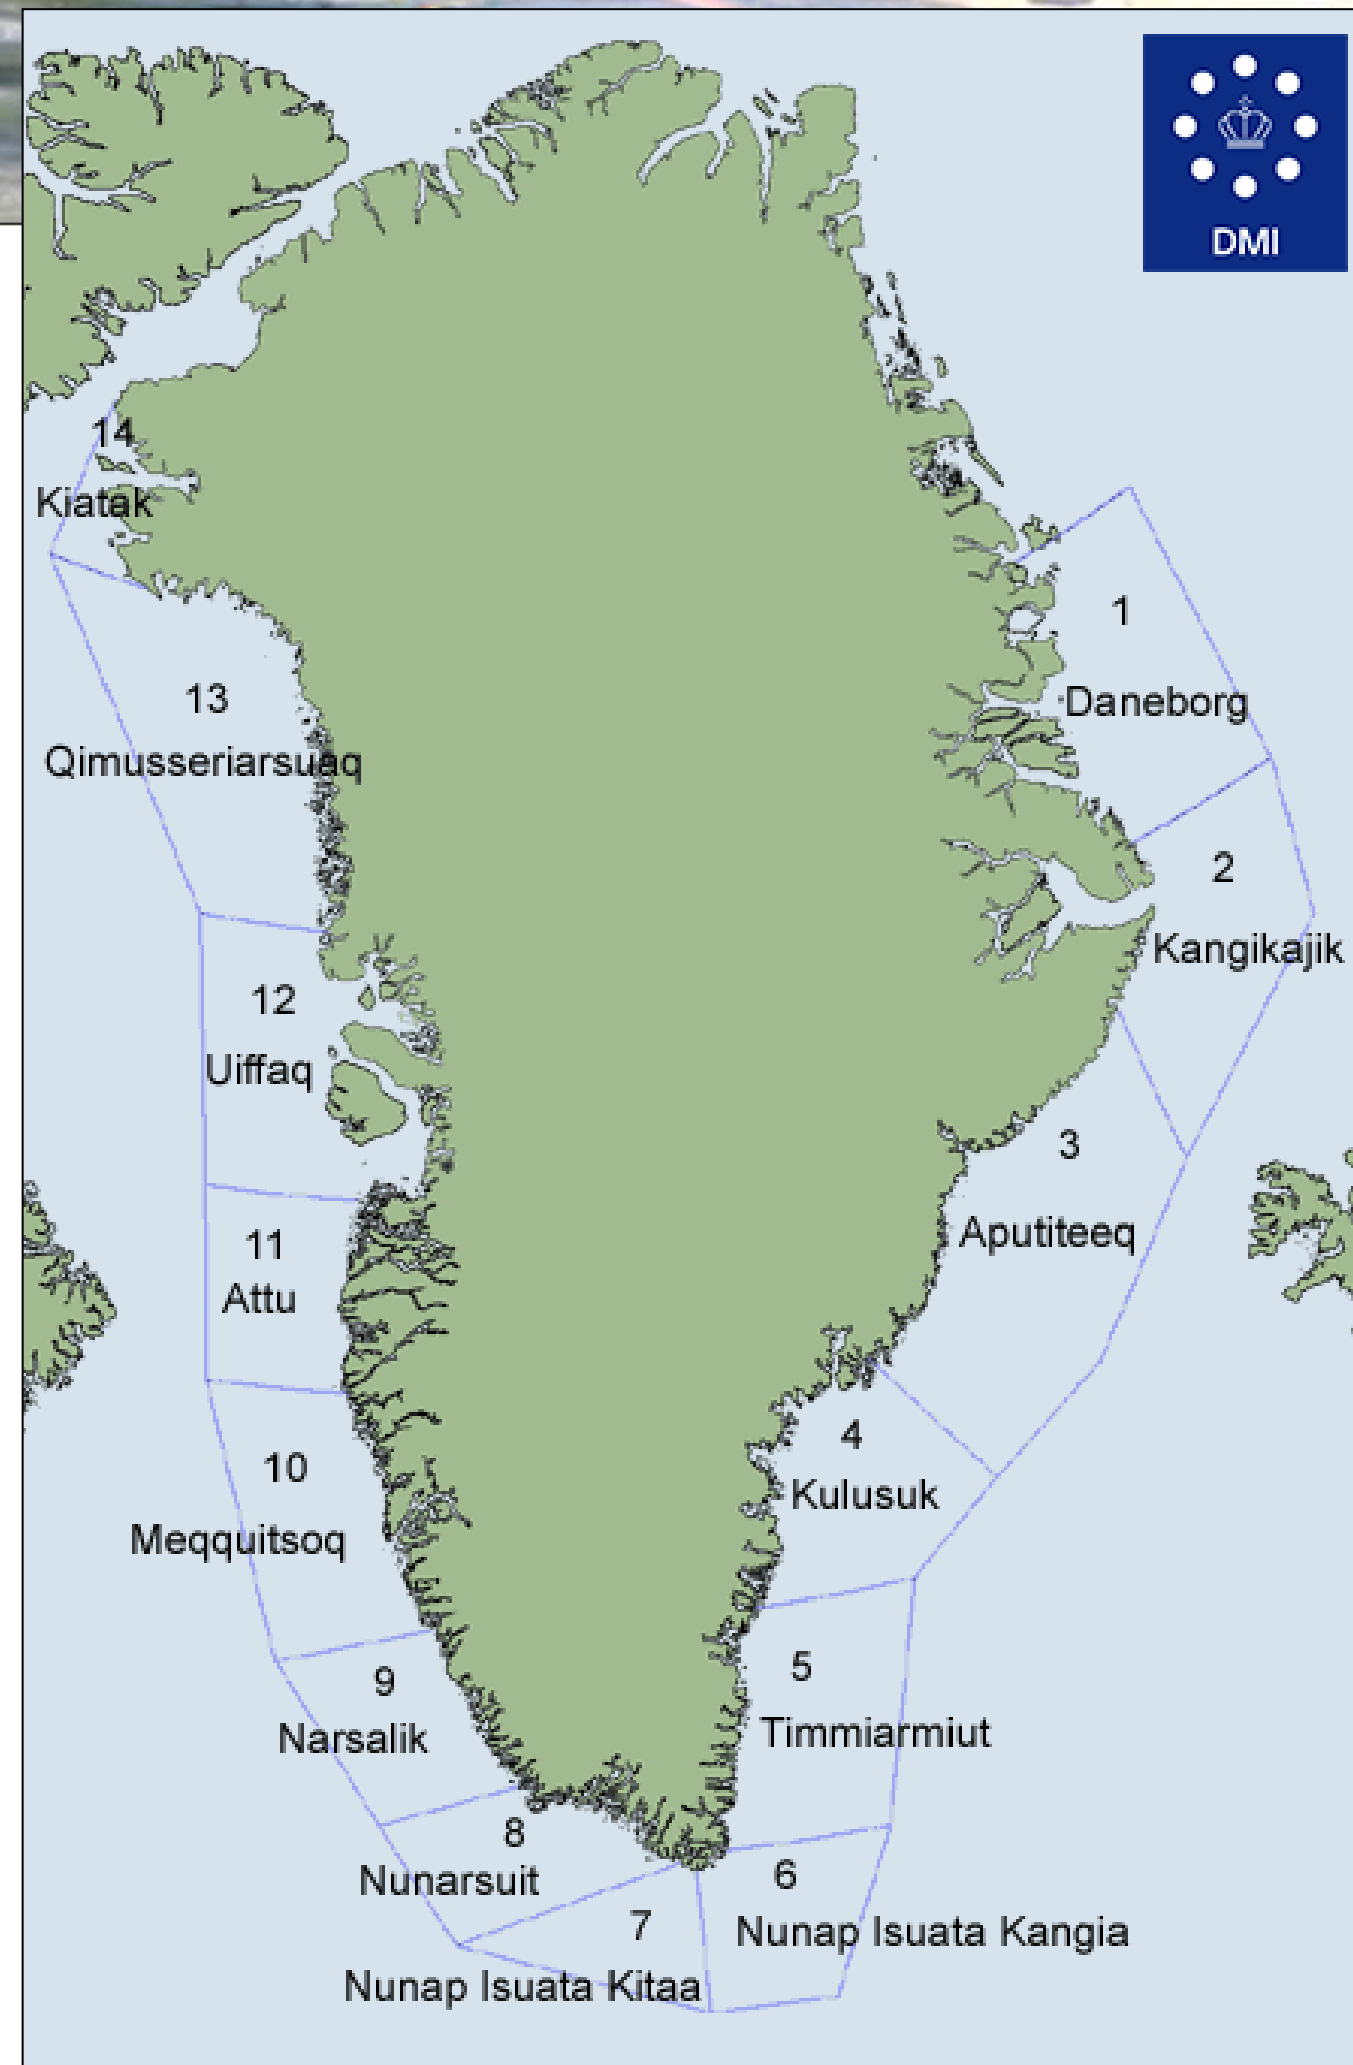 DMI
14
Kiatak
1
13
Daneborg
Qimusseriarsuaq
2
Kangikajik
12
Uiffaq
3
Aputiteeq
11
Attu
4
10
Kulusuk
Meqquitsoq
5
9
Timmiarmiut
Narsalik
8
6
Nunarsuit
7
Nunap Isuata Kangia
Nunap Isuata Kitaa